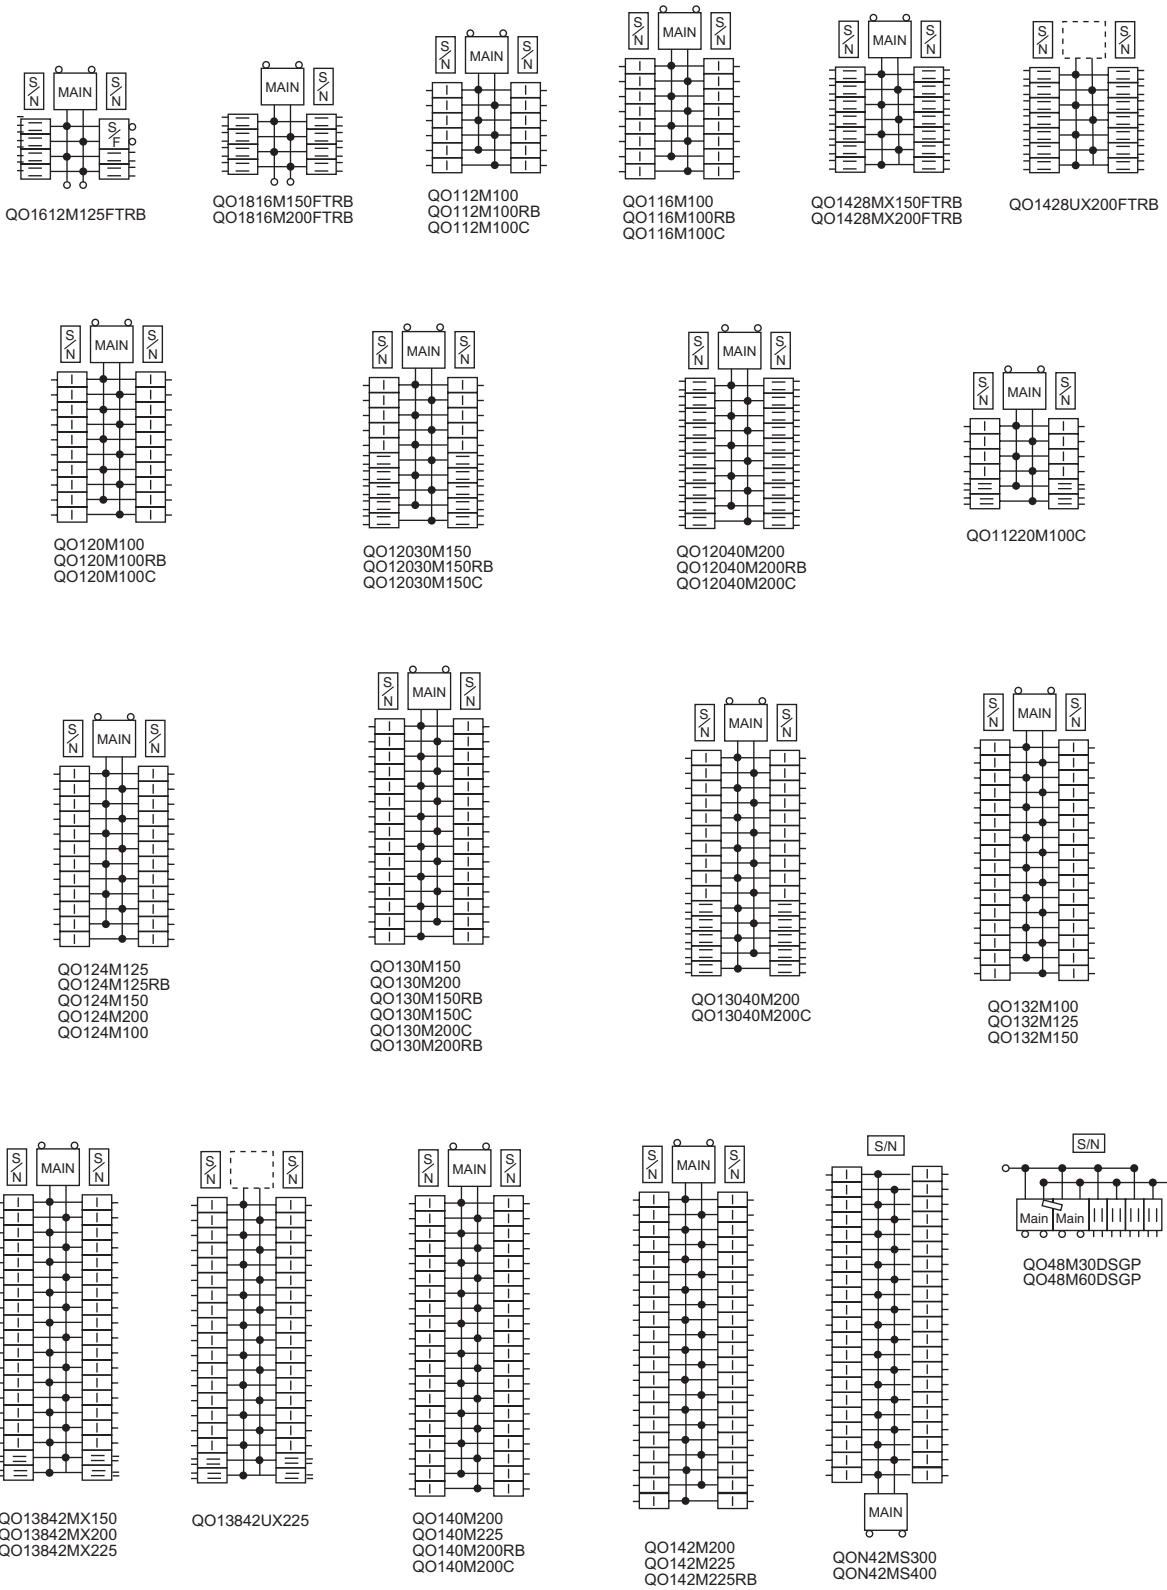 S/N
MAIN
S/N
S/F
QO1612M125FTRB
MAIN
S/N
QO1816M150FTRB
QO1816M200FTRB
S/N
MAIN
S/N
QO112M100
QO112M100RB
QO112M100C
S/N
MAIN
S/N
QO116M100
QO116M100RB
QO116M100C
S/N
MAIN
S/N
QO1428MX150FTRB
QO1428MX200FTRB
S/N
S/N
QO1428UX200FTRB
S/N
MAIN
S/N
QO120M100
QO120M100RB
QO120M100C
S/N
MAIN
S/N
QO12030M150
QO12030M150RB
QO12030M150C
S/N
MAIN
S/N
QO12040M200
QO12040M200RB
QO12040M200C
S/N
MAIN
S/N
QO11220M100C
S/N
MAIN
S/N
QO124M125
QO124M125RB
QO124M150
QO124M200
QO124M100
S/N
MAIN
S/N
QO130M150
QO130M200
QO130M150RB
QO130M150C
QO130M200C
QO130M200RB
S/N
MAIN
S/N
QO13040M200
QO13040M200C
S/N
MAIN
S/N
QO132M100
QO132M125
QO132M150
S/N
MAIN
S/N
QO13842MX150
QO13842MX200
QO13842MX225
S/N
S/N
QO13842UX225
S/N
MAIN
S/N
QO140M200
QO140M225
QO140M200RB
QO140M200C
S/N
MAIN
S/N
QO142M200
QO142M225
QO142M225RB
S/N
MAIN
QON42MS300
QON42MS400
S/N
Main Main
QO48M30DSGP
QO48M60DSGP